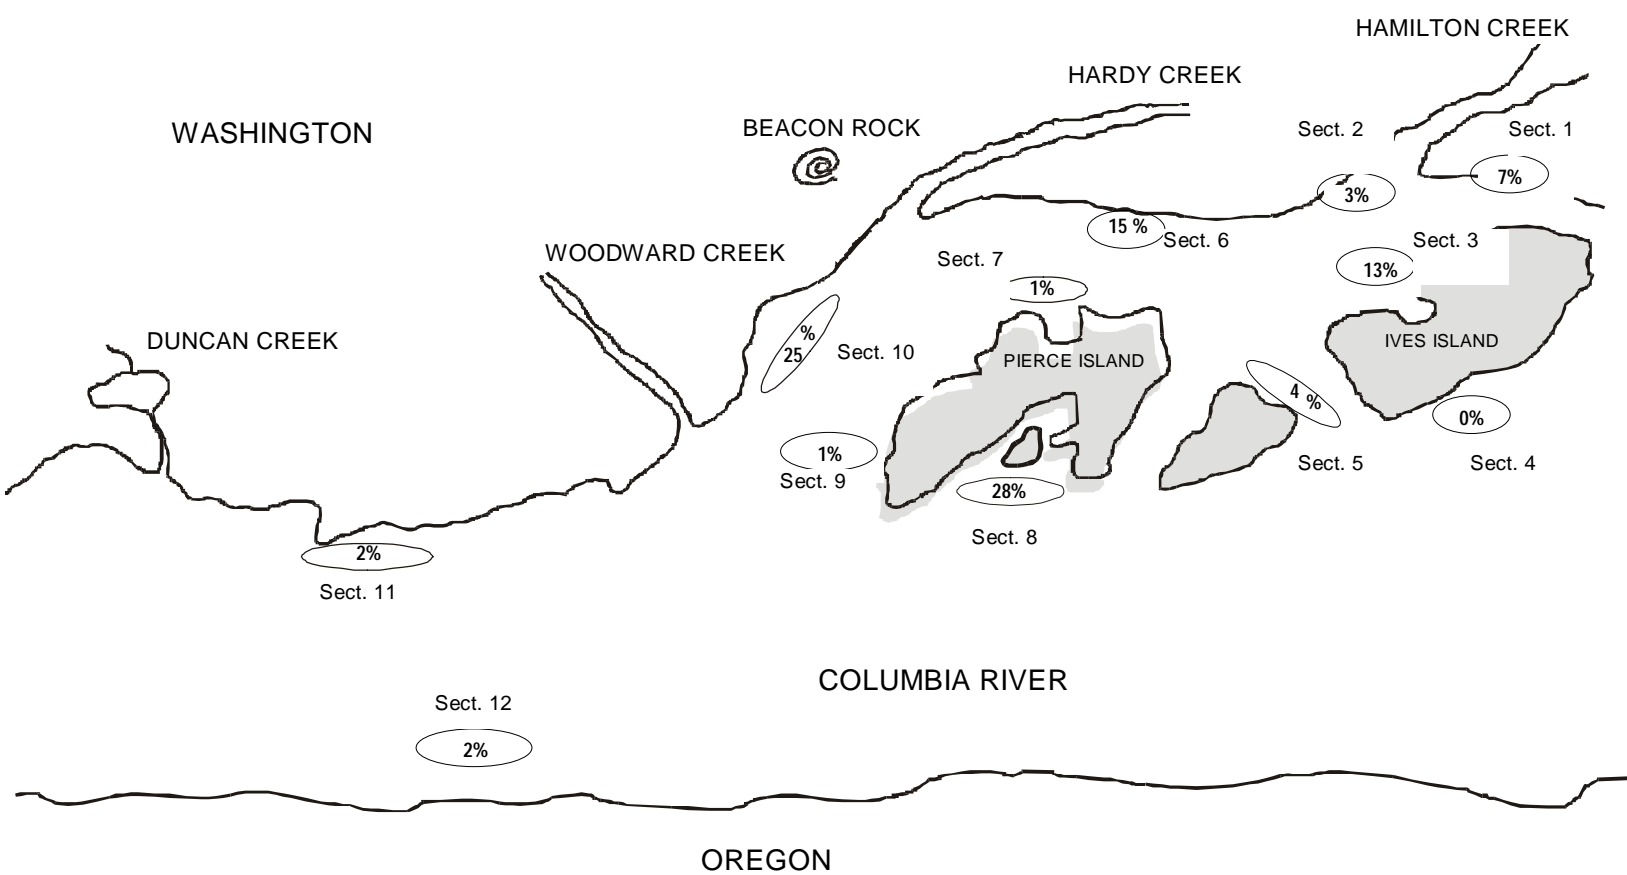 HAMILTON CREEK
HARDY CREEK
WASHINGTON
BEACON ROCK
Sect. 2
Sect. 1
7%
3%
15 %
Sect. 6
Sect. 3
WOODWARD CREEK
Sect. 7
13%
1%
DUNCAN CREEK
%
25
Sect. 10
PIERCE ISLAND
IVES ISLAND
4 %
0%
1%
Sect. 9
Sect. 5
Sect. 4
28%
Sect. 8
2%
Sect. 11
COLUMBIA RIVER
Sect. 12
2%
OREGON